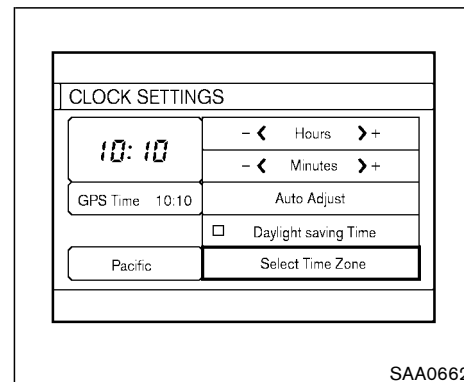 CLOCK SETTINGS
10:10
- < Hours > +
- < Minutes > +
GPS Time 10:10
Auto Adjust
Daylight saving Time
Pacific
Select Time Zone
SAA0662